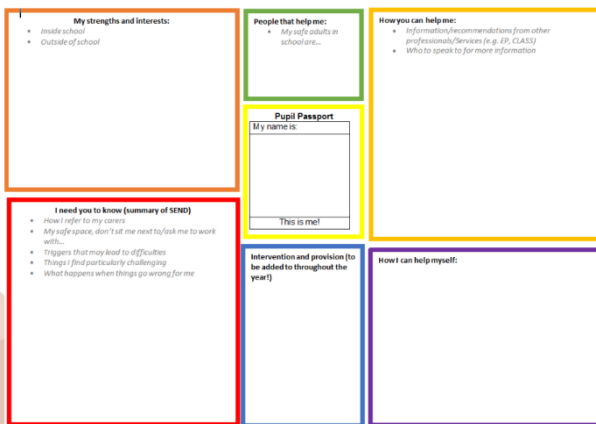 My strengths and interests:
Inside school
Outside of school
People that help me:
My safe adults in
school are...
How you can help me:
Information/recommendations from other
professionals/Services (e.g. EP, CLASS)
Who to speak to for more information
Pupil Passport
My name is:
This is me!
I need you to know (summary of SEND)
How I refer to my carers
My safe space, don't sit me next to/ask me to work
with...
Triggers that may lead to difficulties
Things I find particularly challenging
What happens when things go wrong for me
Intervention and provision (to
be added to throughout the
year!)
How I can help myself: